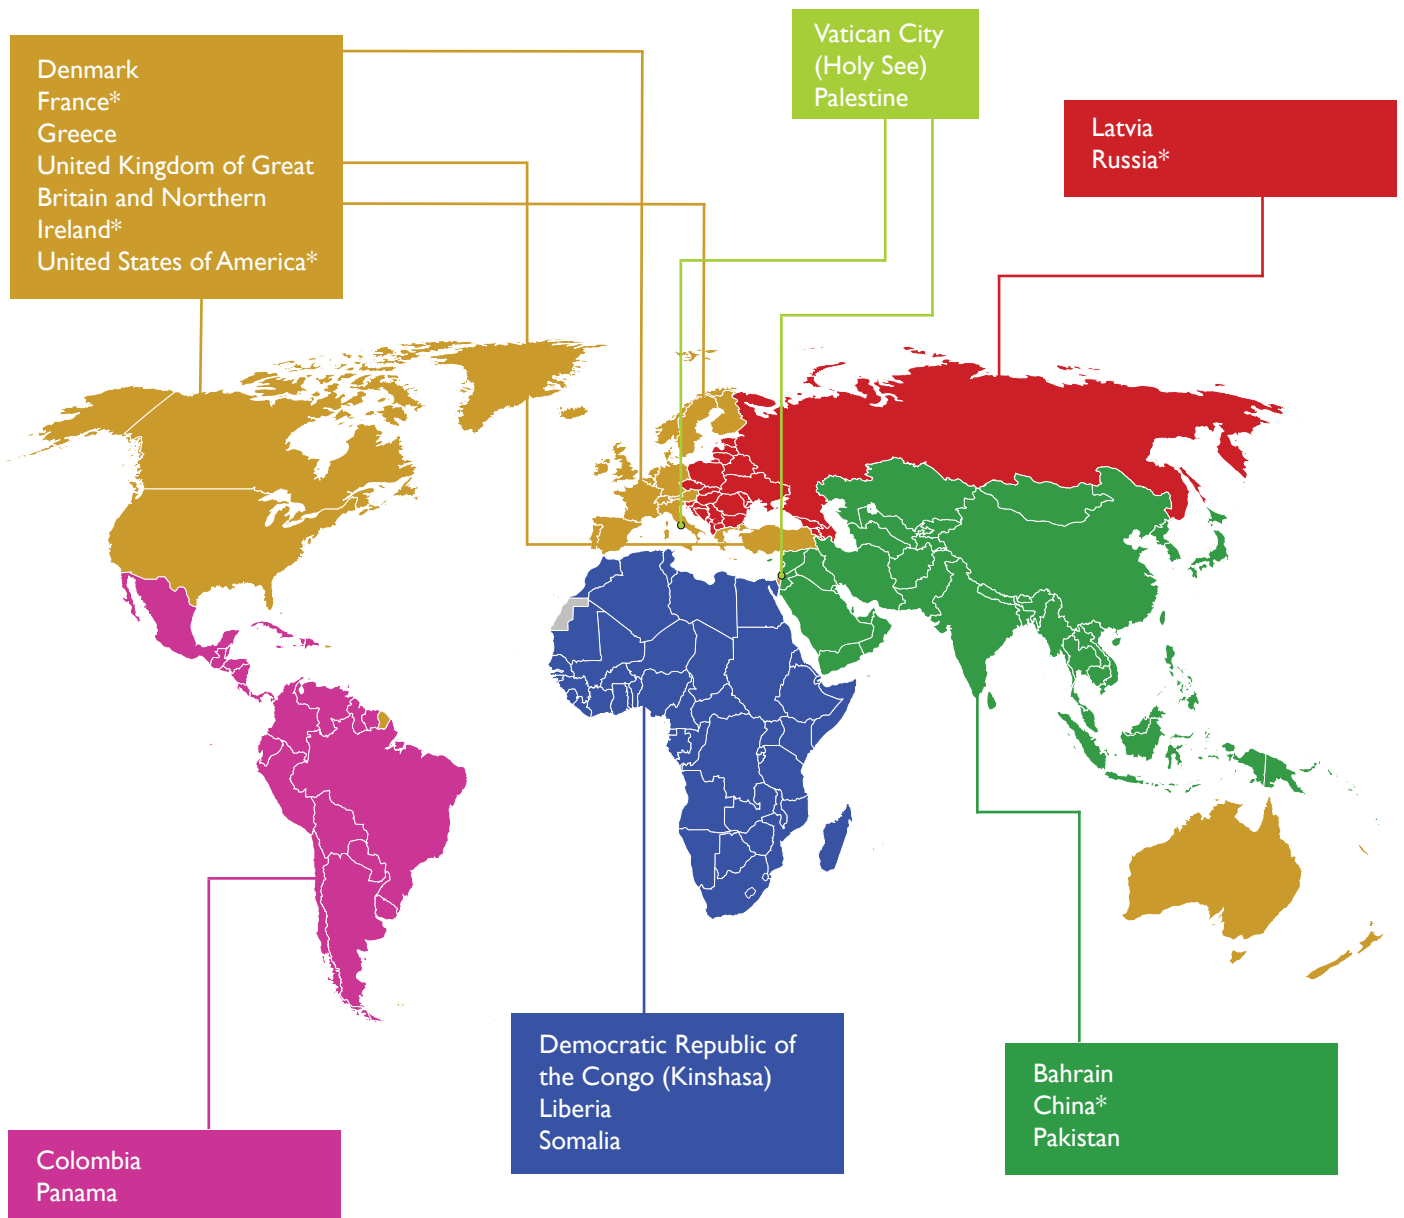 Denmark
France*
Greece
United Kingdom of Great
Britain and Northern
Ireland*
United States of America*
Vatican City
(Holy See)
Palestine
Latvia
Russia*
Democratic Republic of
the Congo (Kinshasa)
Liberia
Somalia
Bahrain
China*
Pakistan
Colombia
Panama